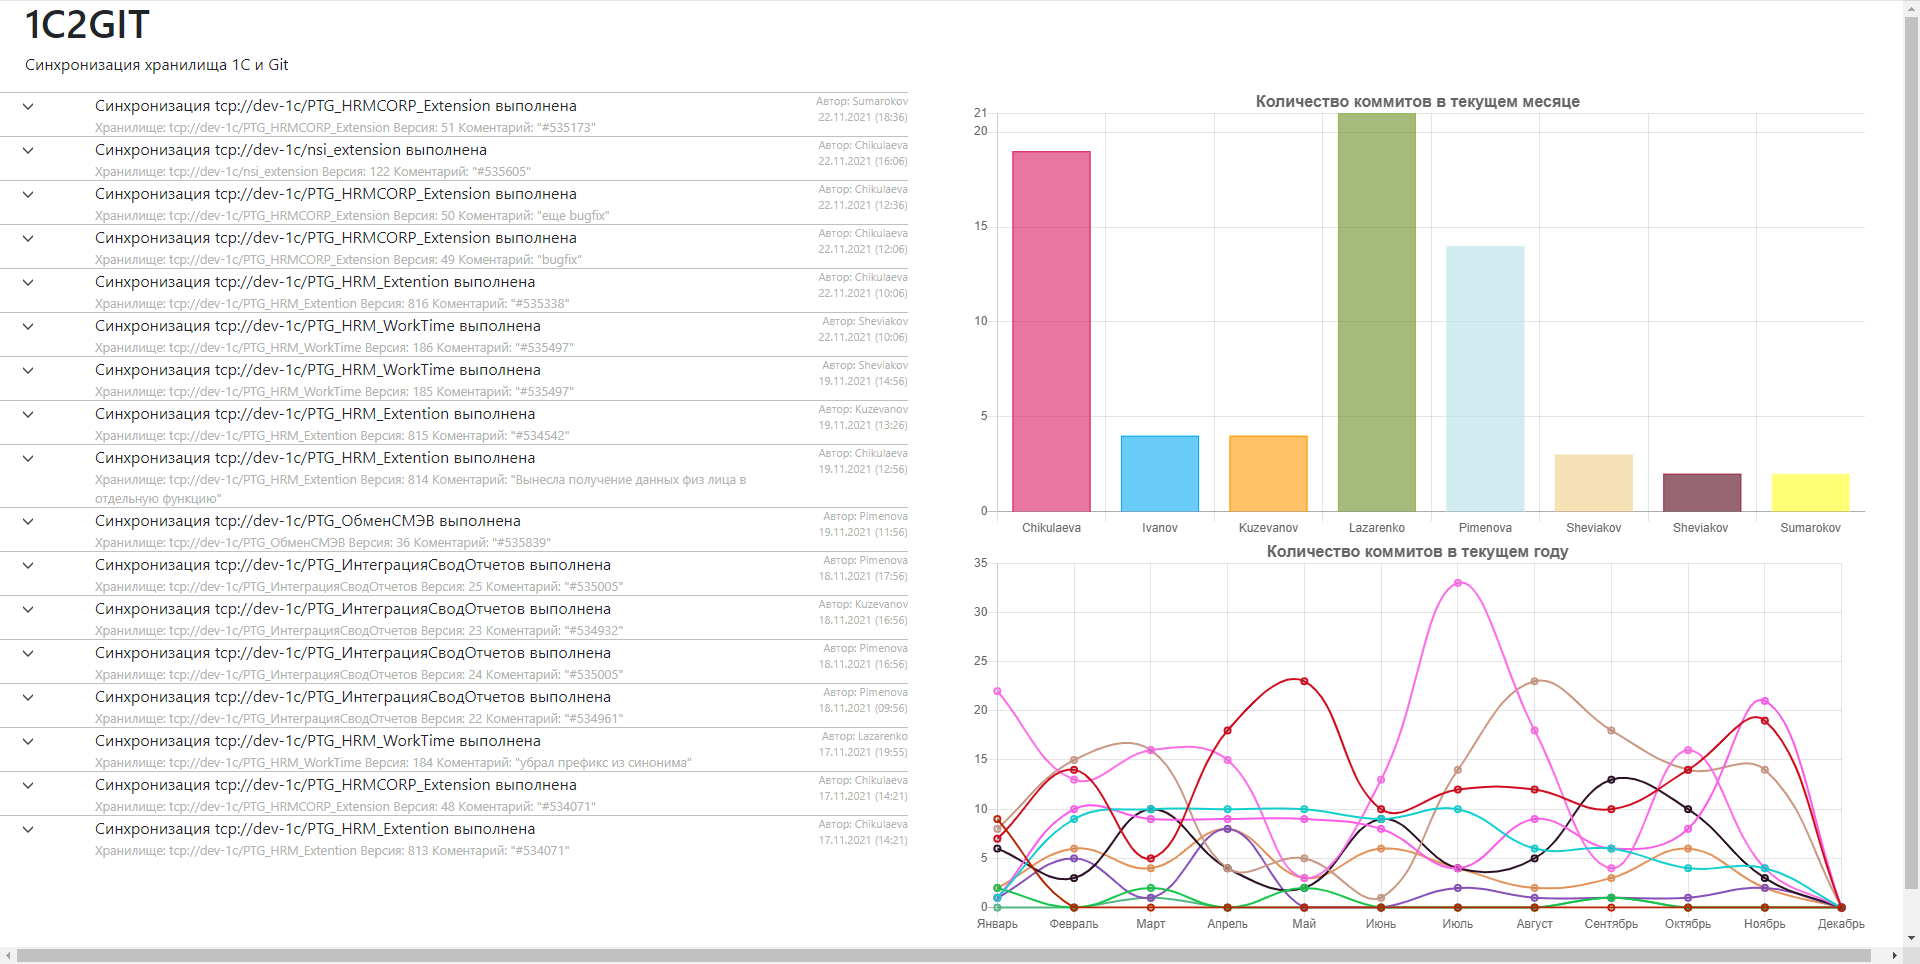 1C2GIT
Синхронизация хранилища 1С и Git
Синхронизация tcp://dev-1c/PTG_HRMCORP_Extension выполнена
Автор: Sumarokov
22.11.2021 (18:36)
Хранилище: tcp://dev-1c/PTG_HRMCORP_Extension Версия: 51 Коментарий: "#535173"
Синхронизация tcp://dev-1c/nsi_extension выполнена
Автор: Chikulaeva
22.11.2021 (16:06)
Хранилище: tcp://dev-1c/nsi_extension Версия: 122 Коментарий: "#535605"
Синхронизация tcp://dev-1c/PTG_HRMCORP_Extension выполнена
Автор: Chikulaeva
22.11.2021 (12:36)
Хранилище: tcp://dev-1c/PTG_HRMCORP_Extension Версия: 50 Коментарий: "еще bugfix"
Синхронизация tcp://dev-1c/PTG_HRMCORP_Extension выполнена
Автор: Chikulaeva
22.11.2021 (12:06)
Хранилище: tcp://dev-1c/PTG_HRMCORP_Extension Версия: 49 Коментарий: "bugfix"
Синхронизация tcp://dev-1c/PTG_HRM_Extention выполнена
Автор: Chikulaeva
22.11.2021 (10:06)
Хранилище: tcp://dev-1c/PTG_HRM_Extention Версия: 816 Коментарий: "#535338"
Синхронизация tcp://dev-1c/PTG_HRM_WorkTime выполнена
Автор: Sheviakov
22.11.2021 (10:06)
Хранилище: tcp://dev-1c/PTG_HRM_WorkTime Версия: 186 Коментарий: "#535497"
Синхронизация tcp://dev-1c/PTG_HRM_WorkTime выполнена
Автор: Sheviakov
19.11.2021 (14:56)
Хранилище: tcp://dev-1c/PTG_HRM_WorkTime Версия: 185 Коментарий: "#535497"
Синхронизация tcp://dev-1c/PTG_HRM_Extention выполнена
Автор: Kuzevanov
19.11.2021 (13:26)
Хранилище: tcp://dev-1c/PTG_HRM_Extention Версия: 815 Коментарий: "#534542"
Синхронизация tcp://dev-1c/PTG_HRM_Extention выполнена
Автор: Chikulaeva
19.11.2021 (12:56)
Хранилище: tcp://dev-1c/PTG_HRM_Extention Версия: 814 Коментарий: "Вынесла получение данных физ лица в
отдельную функцию"
Синхронизация tcp://dev-1c/PTG_ОбменСМЭВ выполнена
Автор: Pimenova
19.11.2021 (11:56)
Хранилище: tcp://dev-1c/PTG_ОбменСМЭВ Версия: 36 Коментарий: "#535839"
Синхронизация tcp://dev-1c/PTG_ИнтеграцияСводОтчетов выполнена
Автор: Pimenova
18.11.2021 (17:56)
Хранилище: tcp://dev-1c/PTG_ИнтеграцияСводОтчетов Версия: 25 Коментарий: "#535005"
Синхронизация tcp://dev-1c/PTG_ИнтеграцияСводОтчетов выполнена
Автор: Kuzevanov
18.11.2021 (16:56)
Хранилище: tcp://dev-1c/PTG_ИнтеграцияСводОтчетов Версия: 23 Коментарий: "#534932"
Синхронизация tcp://dev-1c/PTG_ИнтеграцияСводОтчетов выполнена
Автор: Pimenova
18.11.2021 (16:56)
Хранилище: tcp://dev-1c/PTG_ИнтеграцияСводОтчетов Версия: 24 Коментарий: "#535005"
Синхронизация tcp://dev-1c/PTG_ИнтеграцияСводОтчетов выполнена
Автор: Pimenova
18.11.2021 (09:56)
Хранилище: tcp://dev-1c/PTG_ИнтеграцияСводОтчетов Версия: 22 Коментарий: "#534961"
Синхронизация tcp://dev-1c/PTG_HRM_WorkTime выполнена
Автор: Lazarenko
17.11.2021 (19:55)
Хранилище: tcp://dev-1c/PTG_HRM_WorkTime Версия: 184 Коментарий: "убрал префикс из синонима"
Синхронизация tcp://dev-1c/PTG_HRMCORP_Extension выполнена
Автор: Chikulaeva
17.11.2021 (14:21)
Хранилище: tcp://dev-1c/PTG_HRMCORP_Extension Версия: 48 Коментарий: "#534071"
Синхронизация tcp://dev-1c/PTG_HRM_Extention выполнена
Автор: Chikulaeva
17.11.2021 (14:21)
Хранилище: tcp://dev-1c/PTG_HRM_Extention Версия: 813 Коментарий: "#534071"
Количество коммитов в текущем месяце
21
20
15
10
5
0
Chikulaeva Ivanov Kuzevanov Lazarenko Pimenova Sheviakov Sheviakov Sumarokov
Количество коммитов в текущем году
35
30
25
20
15
10
5
0
Январь Февраль Март Апрель Май Июнь Июль Август Сентябрь Октябрь Ноябрь Декабрь